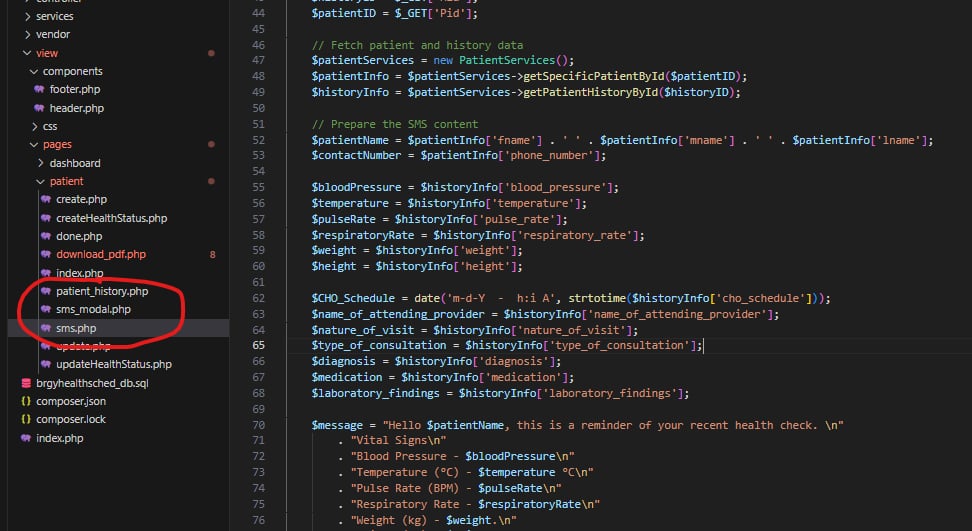 services
vendor
view
components
footer.php
header.php
css
pages
dashboard
patient
create.php
createHealthStatus.php
done.php
download_pdf.php 8
index.php
patient_history.php
sms_modal.php
sms.php
update.php
updateHealthStatus.php
brgyhealthsched_db.sql
{} composer.json
{} composer.lock
index.php
44 $patientID = $_GET['Pid'];
45
46 // Fetch patient and history data
47 $patientServices = new PatientServices();
48 $patientInfo = $patientServices->getSpecificPatientById($patientID);
49 $historyInfo = $patientServices->getPatientHistoryById($historyID);
50
51 // Prepare the SMS content
52 $patientName = $patientInfo['fname'] . ' ' . $patientInfo['mname'] . ' ' . $patientInfo['lname'];
53 $contactNumber = $patientInfo['phone_number'];
54
55 $bloodPressure = $historyInfo['blood_pressure'];
56 $temperature = $historyInfo['temperature'];
57 $pulseRate = $historyInfo['pulse_rate'];
58 $respiratoryRate = $historyInfo['respiratory_rate'];
59 $weight = $historyInfo['weight'];
60 $height = $historyInfo['height'];
61
62 $CHO_Schedule = date('m-d-Y  -  h:i A', strtotime($historyInfo['cho_schedule']));
63 $name_of_attending_provider = $historyInfo['name_of_attending_provider'];
64 $nature_of_visit = $historyInfo['nature_of_visit'];
65 $type_of_consultation = $historyInfo['type_of_consultation'];
66 $diagnosis = $historyInfo['diagnosis'];
67 $medication = $historyInfo['medication'];
68 $laboratory_findings = $historyInfo['laboratory_findings'];
69
70 $message = "Hello $patientName, this is a reminder of your recent health check. \n"
71 . "Vital Signs\n"
72 . "Blood Pressure - $bloodPressure\n"
73 . "Temperature (°C) - $temperature °C\n"
74 . "Pulse Rate (BPM) - $pulseRate\n"
75 . "Respiratory Rate - $respiratoryRate\n"
76 . "Weight (kg) - $weight.\n"